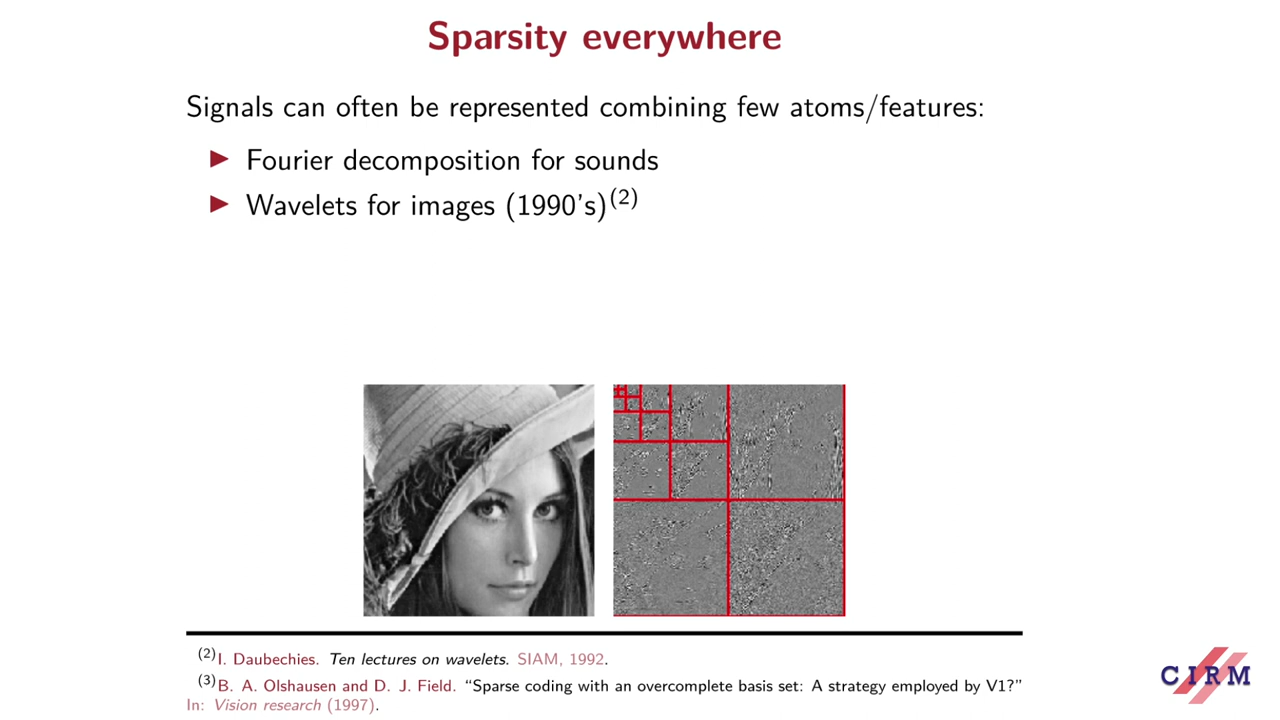 Sparsity everywhere
Signals can often be represented combining few atoms/features:
▶ Fourier decomposition for sounds
▶ Wavelets for images (1990's)(2)
(2)I. Daubechies. Ten lectures on wavelets. SIAM, 1992.
(3)B. A. Olshausen and D. J. Field. “Sparse coding with an overcomplete basis set: A strategy employed by V1?”
In: Vision research (1997).
CIRM